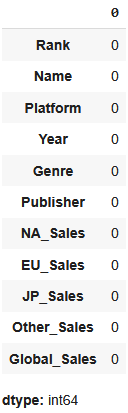 0
Rank 0
Name 0
Platform 0
Year 0
Genre 0
Publisher 0
NA_Sales 0
EU_Sales 0
JP_Sales 0
Other_Sales 0
Global_Sales 0
dtype: int64